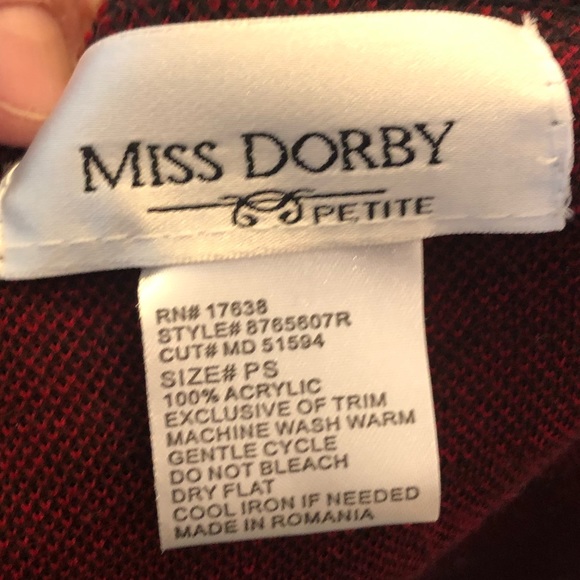 MISS DORBY
PETITE
RN# 17638
STYLE# 8765607R
CUT# MD 51594
SIZE# PS
100% ACRYLIC
EXCLUSIVE OF TRIM
MACHINE WASH WARM
GENTLE CYCLE
DO NOT BLEACH
DRY FLAT
COOL IRON IF NEEDED
MADE IN ROMANIA